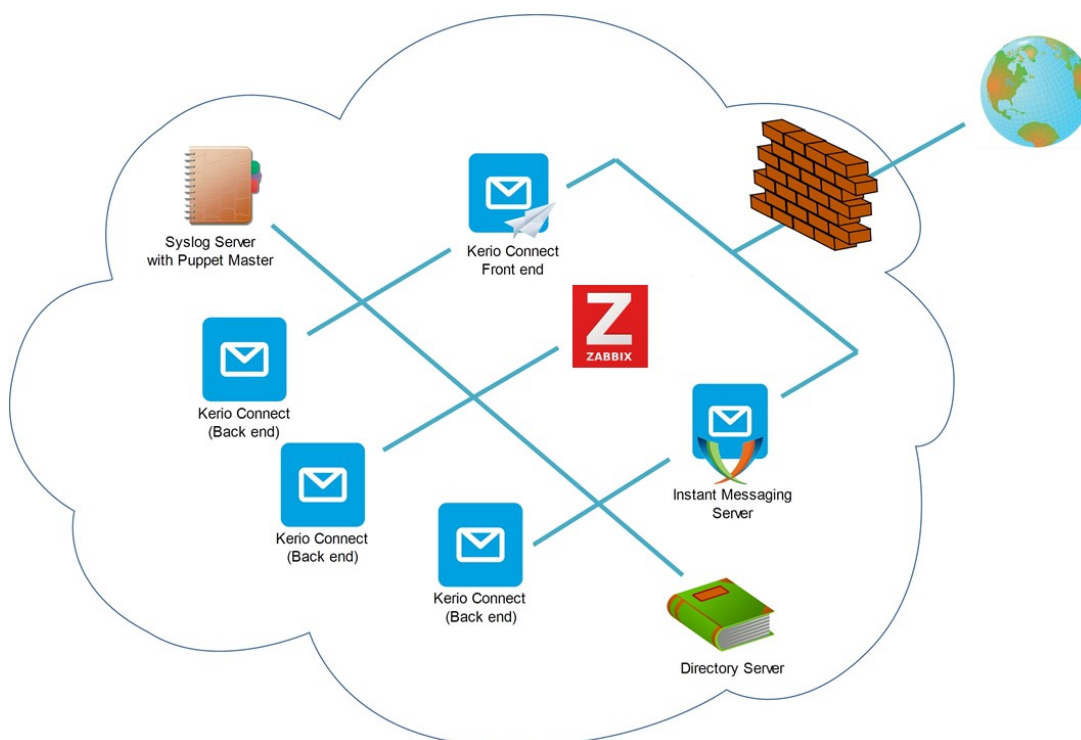 Syslog Server
with Puppet Master
Kerio Connect
Front end
Z
ZABBIX
Kerio Connect
(Back end)
Kerio Connect
(Back end)
Instant Messaging
Server
Kerio Connect
(Back end)
Directory Server